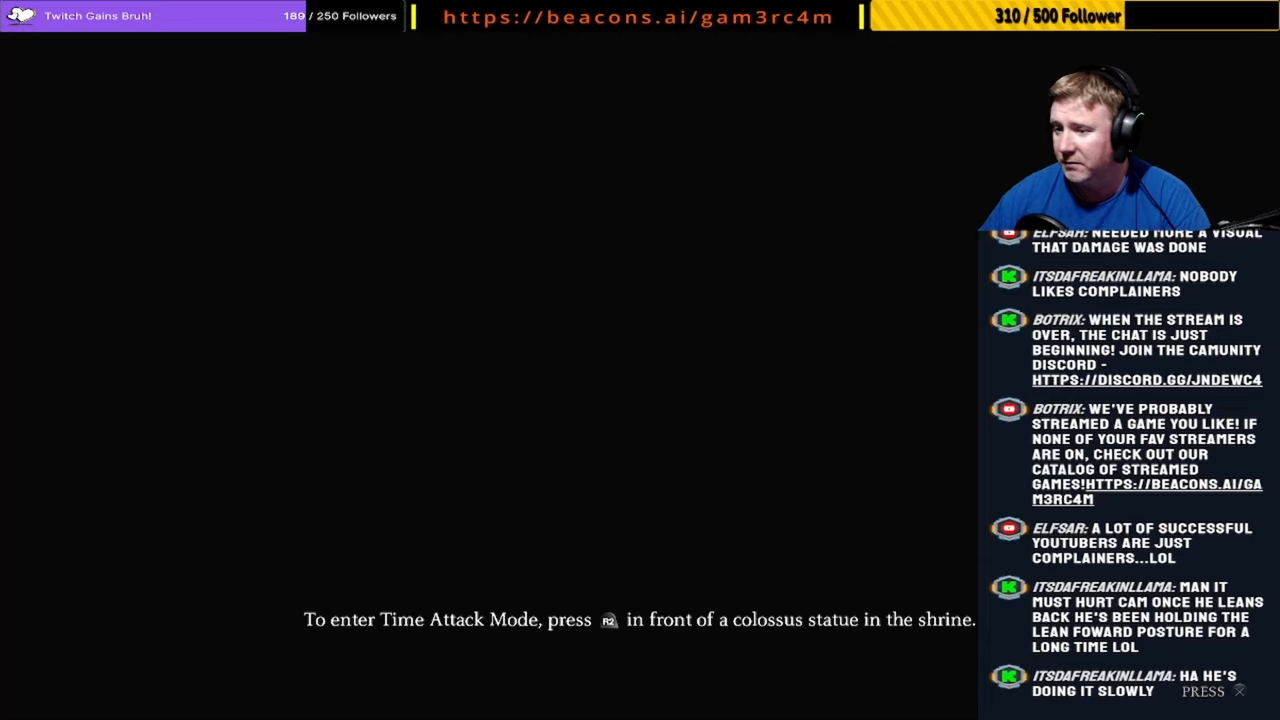 Twitch Gains Bruh!
189 / 250 Followers
https://beacons.ai/gam3rc4m
310 / 500 Follower
ELFSAR: NEEDED MORE A VISUAL
THAT DAMAGE WAS DONE
ITSDAFREAKINLLAMA: NOBODY
LIKES COMPLAINERS
BOTRIX: WHEN THE STREAM IS
OVER, THE CHAT IS JUST
BEGINNING! JOIN THE CAMUNITY
DISCORD -
HTTPS://DISCORD.GG/JNDEWC4
BOTRIX: WE'VE PROBABLY
STREAMED A GAME YOU LIKE! IF
NONE OF YOUR FAV STREAMERS
ARE ON, CHECK OUT OUR
CATALOG OF STREAMED
GAMES!HTTPS://BEACONS.AI/GA
M3RC4M
ELFSAR: A LOT OF SUCCESSFUL
YOUTUBERS ARE JUST
COMPLAINERS...LOL
ITSDAFREAKINLLAMA: MAN IT
MUST HURT CAM ONCE HE LEANS
BACK HE'S BEEN HOLDING THE
LEAN FOWARD POSTURE FOR A
LONG TIME LOL
ITSDAFREAKINLLAMA: HA HE'S
DOING IT SLOWLY
To enter Time Attack Mode, press R2 in front of a colossus statue in the shrine.
PRESS